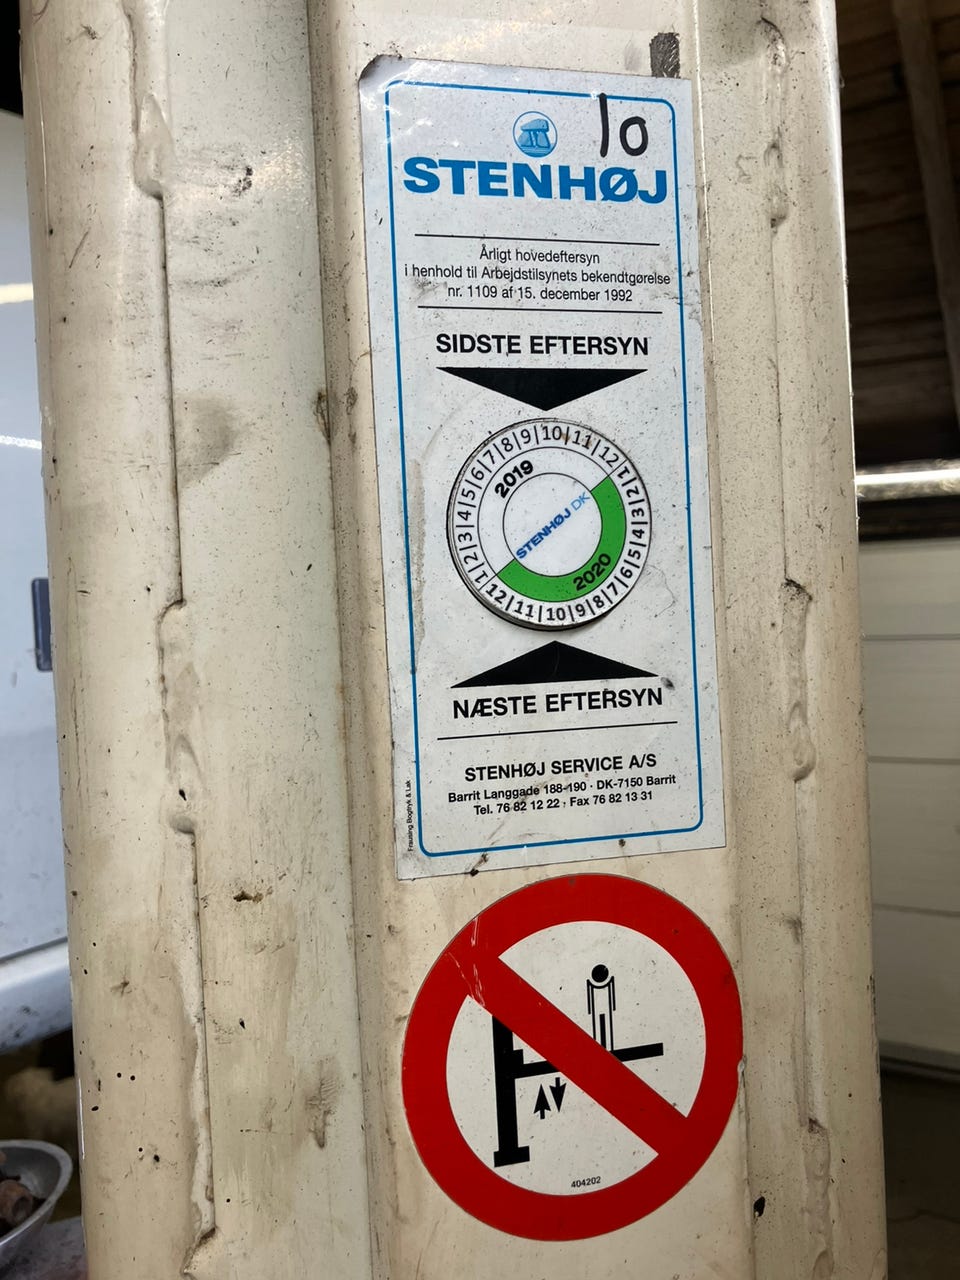 10
STENHØJ
Årligt hovedeftersyn
i henhold til Arbejdstilsynets bekendtgørelse
nr. 1109 af 15. december 1992
SIDSTE EFTERSYN
1|2|3|4|5|6|7|8|9|10|11|12
2019
STENHØJ DK
2020
1|2|3|4|5|6|7|8|9|10|11|12
NÆSTE EFTERSYN
STENHØJ SERVICE A/S
Barrit Langgade 188-190 · DK-7150 Barrit
Tel. 76 82 12 22 · Fax 76 82 13 31
Frausing Bogtryk & Lak
404202